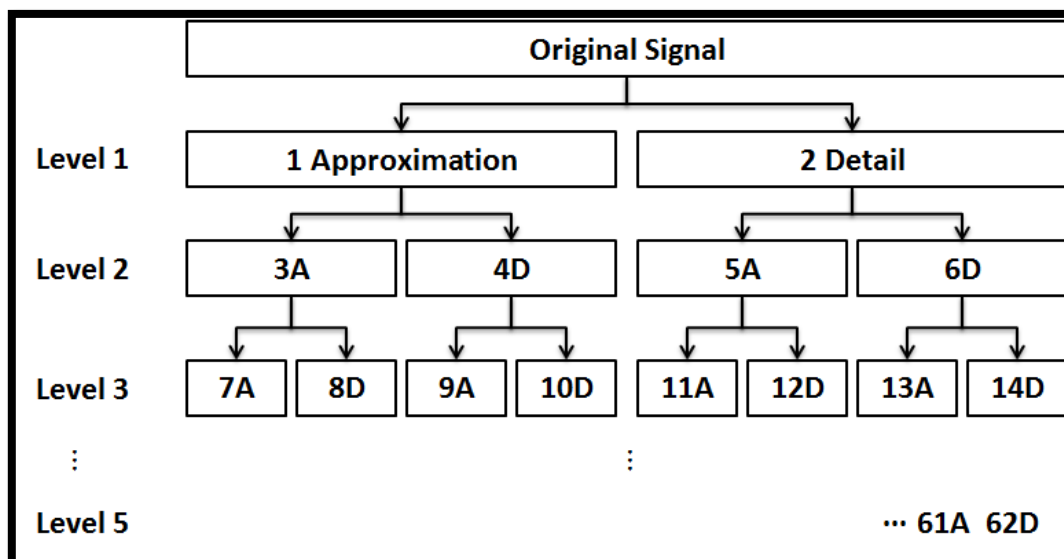 Original Signal
Level 1 1 Approximation 2 Detail
Level 2 3A 4D 5A 6D
Level 3 7A 8D 9A 10D 11A 12D 13A 14D
⋮ ⋮
Level 5 ... 61A 62D